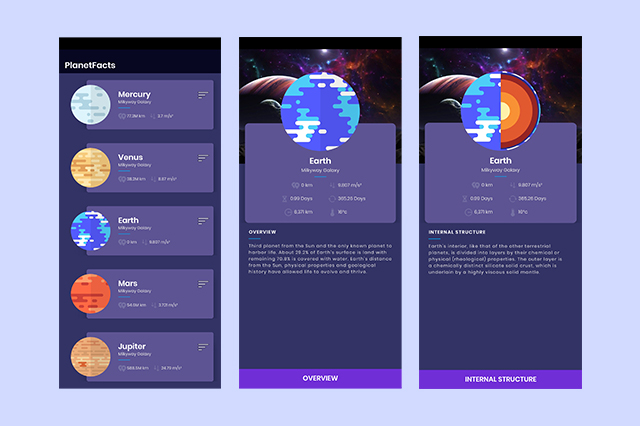 PlanetFacts
Mercury
Milkyway Galaxy
77.3M km 3.7 m/s²
Venus
Milkyway Galaxy
38.2M km 8.87 m/s²
Earth
Milkyway Galaxy
0 km 9.807 m/s²
Mars
Milkyway Galaxy
54.6M km 3.721 m/s²
Jupiter
Milkyway Galaxy
24.79 m/s²
Earth
Milkyway Galaxy
0 km 9.807 m/s²
0.99 Days 365.26 Days
6,371 km 16°c
OVERVIEW
Third planet from the Sun and the only known planet to
harbor life. About 29.2% of Earth's surface is land with
remaining 70.8% is covered with water. Earth's distance
from the Sun, physical properties and geological
history have allowed life to evolve and thrive.
OVERVIEW
Earth
Milkyway Galaxy
0 km 9.807 m/s²
0.99 Days 365.26 Days
6,371 km 16°c
INTERNAL STRUCTURE
Earth's interior, like that of the other terrestrial
planets, is divided into layers by their chemical or
physical (rheological) properties. The outer layer is
a chemically distinct silicate solid crust, which is
underlain by a highly viscous solid mantle.
INTERNAL STRUCTURE